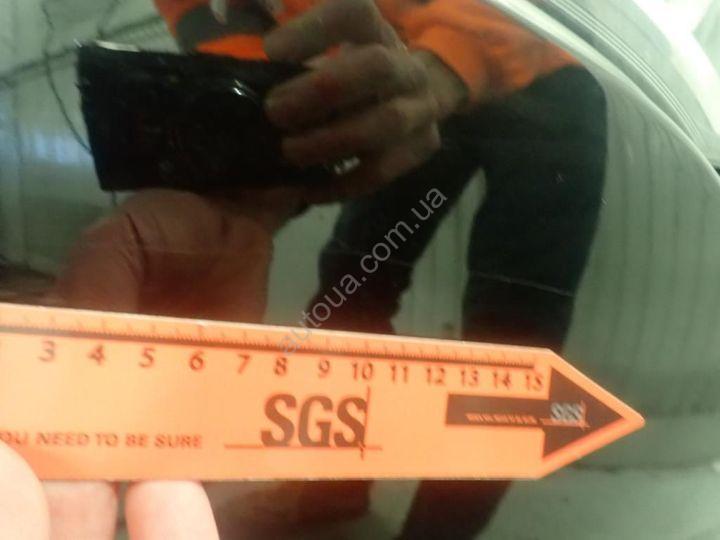 autoua.com.ua
3 4 5 6 7 8 9 10 11 12 13 14 15
SGS
SGS
OU NEED TO BE SURE